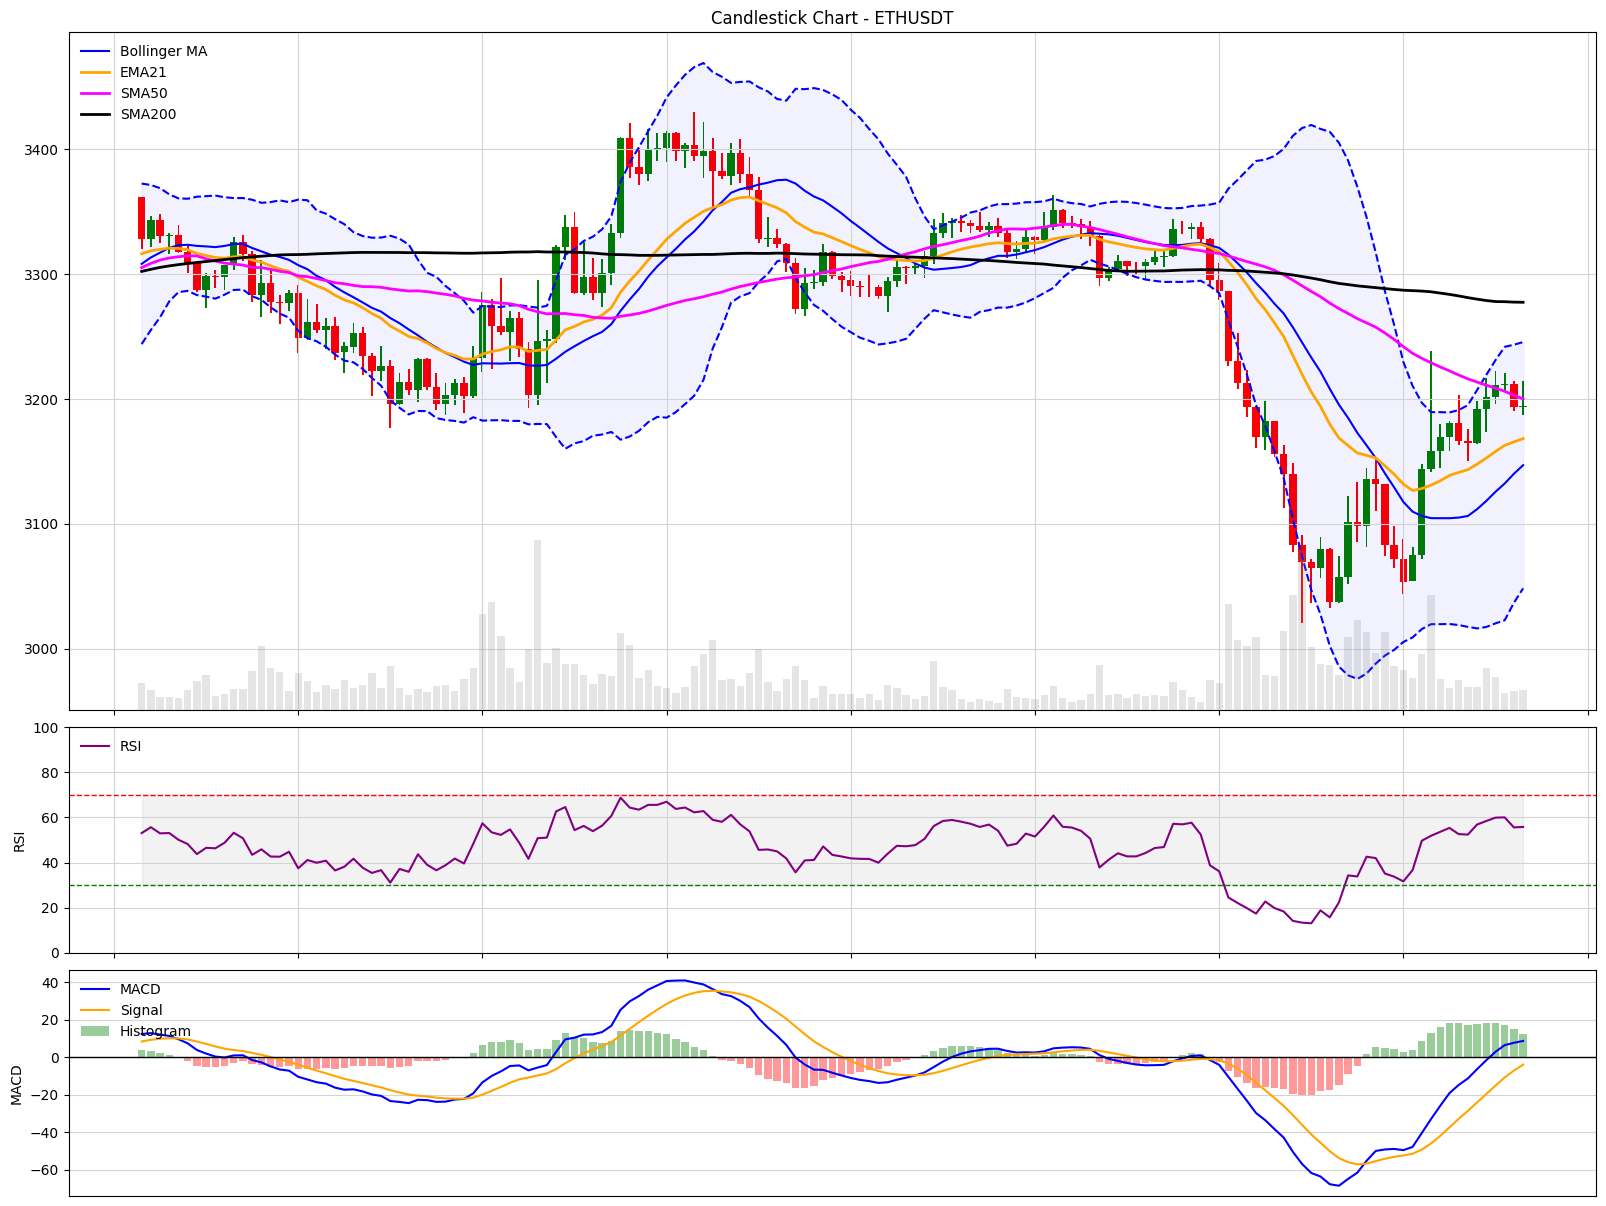 Candlestick Chart - ETHUSDT
Bollinger MA
EMA21
SMA50
SMA200
3400
3300
3200
3100
3000
RSI
100
80
60
40
20
0
RSI
MACD
Signal
Histogram
40
20
0
−20
−40
−60
MACD